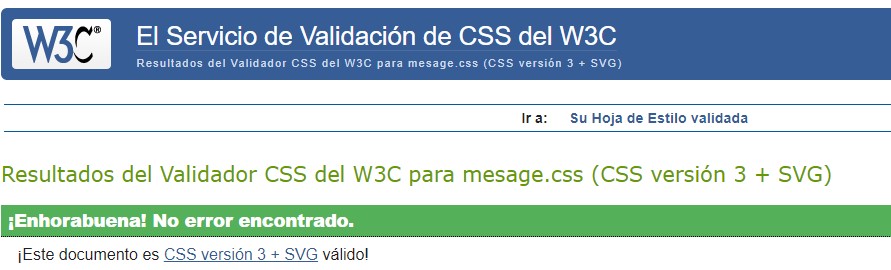 W3C®
El Servicio de Validación de CSS del W3C
Resultados del Validador CSS del W3C para mesage.css (CSS versión 3 + SVG)
Ir a: Su Hoja de Estilo validada
Resultados del Validador CSS del W3C para mesage.css (CSS versión 3 + SVG)
¡Enhorabuena! No error encontrado.
¡Este documento es CSS versión 3 + SVG válido!